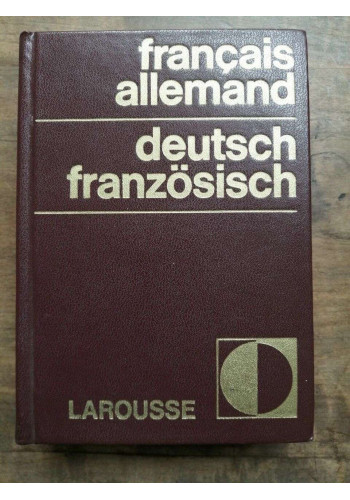 français
allemand
deutsch
französisch
LAROUSSE